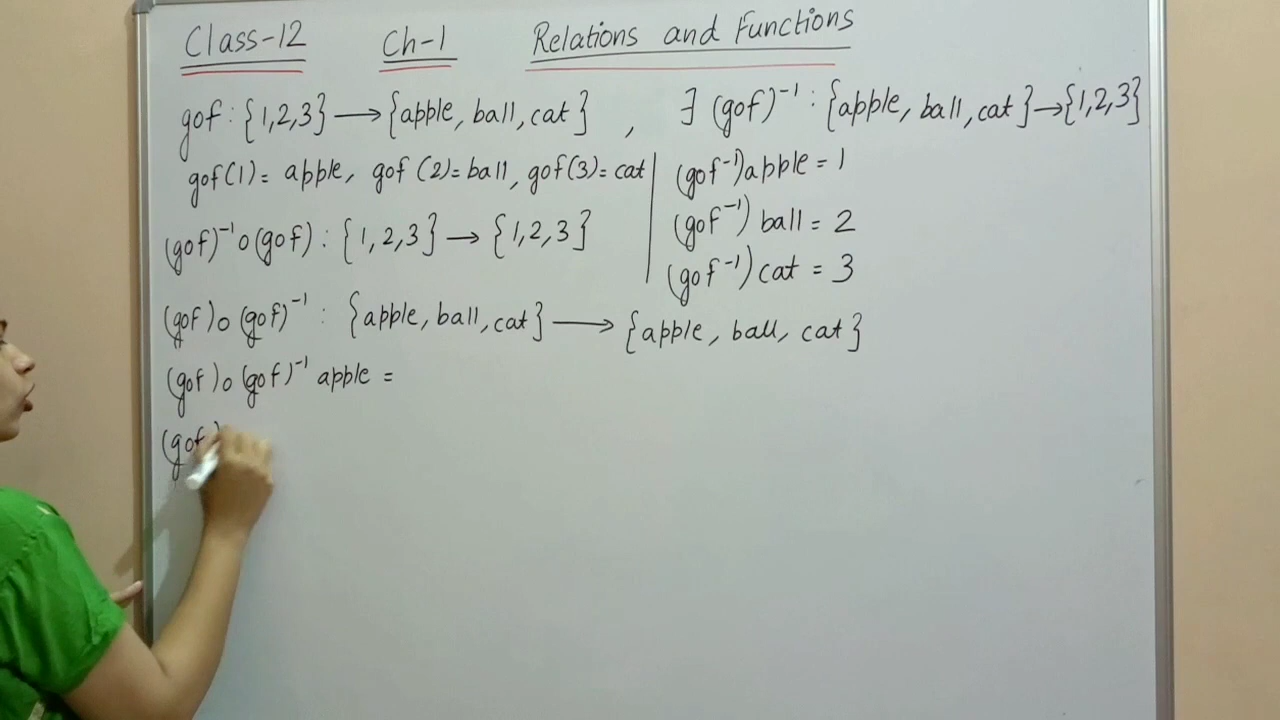 Class-12 Ch-1 Relations and Functions
gof : {1,2,3} → {apple, ball, cat} , ∃ (gof)⁻¹ : {apple, ball, cat} → {1,2,3}
gof(1) = apple, gof (2) = ball, gof(3) = cat
(gof⁻¹) apple = 1
(gof⁻¹) ball = 2
(gof⁻¹) cat = 3
(gof)⁻¹o(gof) : {1,2,3} → {1,2,3}
(gof)o(gof)⁻¹ : {apple, ball, cat} → {apple, ball, cat}
(gof)o(gof)⁻¹ apple =
(gof)